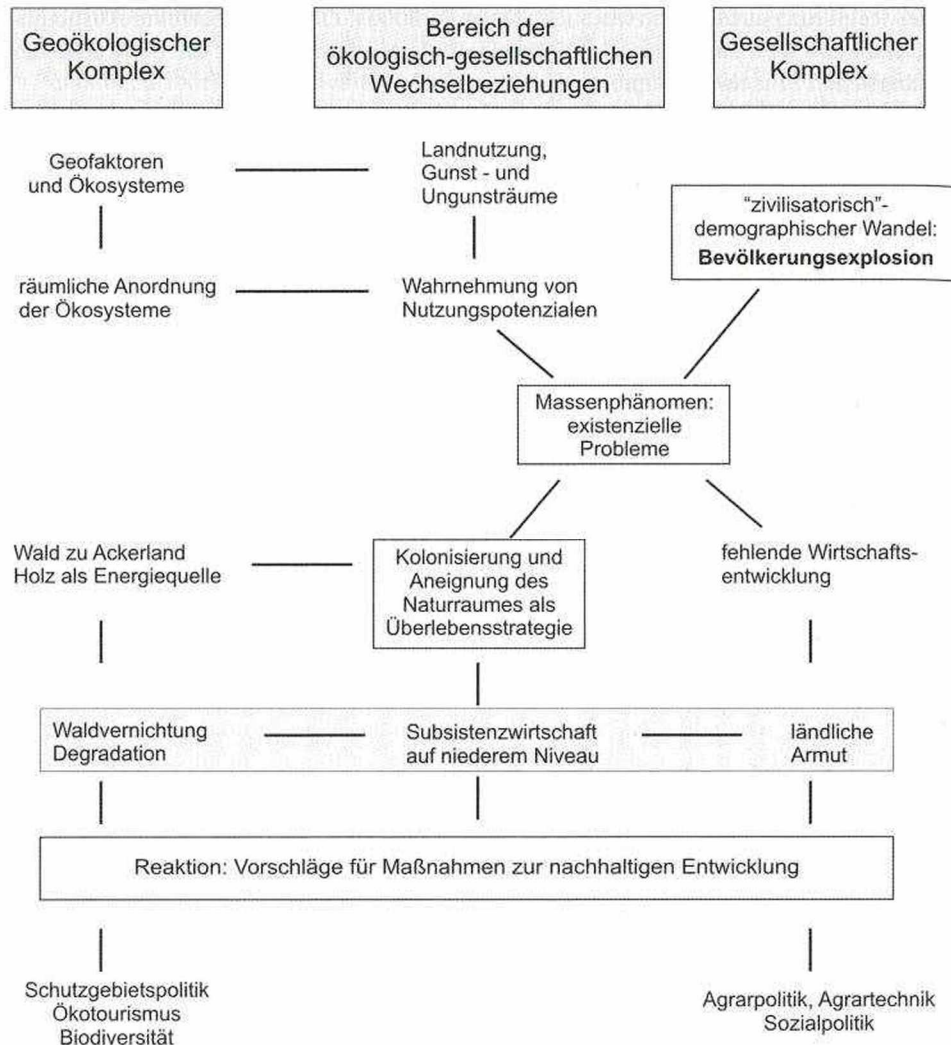 Geoökologischer
Komplex
Bereich der
ökologisch-gesellschaftlichen
Wechselbeziehungen
Gesellschaftlicher
Komplex
Geofaktoren
und Ökosysteme
Landnutzung,
Gunst - und
Ungunsträume
"zivilisatorisch"-
demographischer Wandel:
Bevölkerungsexplosion
räumliche Anordnung
der Ökosysteme
Wahrnehmung von
Nutzungspotenzialen
Massenphänomen:
existenzielle
Probleme
Wald zu Ackerland
Holz als Energiequelle
Kolonisierung und
Aneignung des
Naturraumes als
Überlebensstrategie
fehlende Wirtschafts-
entwicklung
Waldvernichtung
Degradation
Subsistenzwirtschaft
auf niederem Niveau
ländliche
Armut
Reaktion: Vorschläge für Maßnahmen zur nachhaltigen Entwicklung
Schutzgebietspolitik
Ökotourismus
Biodiversität
Agrarpolitik, Agrartechnik
Sozialpolitik